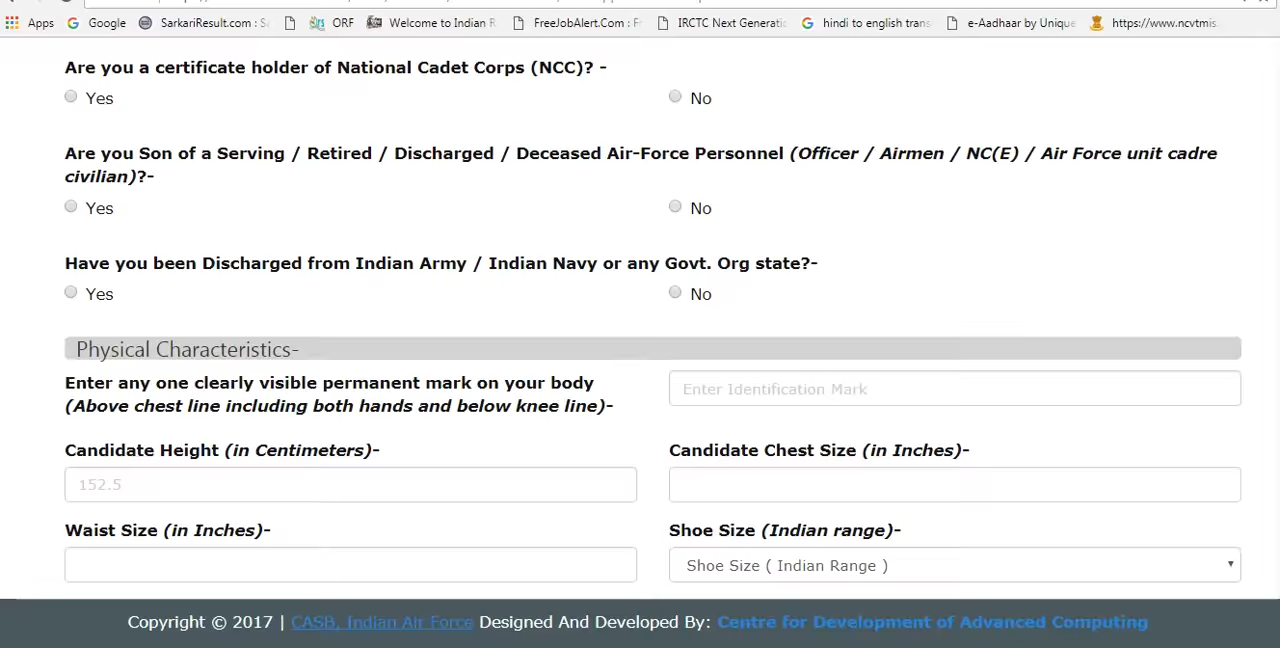 Apps Google SarkariResult.com : Sa ORF Welcome to Indian R FreeJobAlert.Com : Fr IRCTC Next Generatio hindi to english trans e-Aadhaar by Unique https://www.ncvtmis
Are you a certificate holder of National Cadet Corps (NCC)? -
Yes No
Are you Son of a Serving / Retired / Discharged / Deceased Air-Force Personnel (Officer / Airmen / NC(E) / Air Force unit cadre
civilian)?-
Yes No
Have you been Discharged from Indian Army / Indian Navy or any Govt. Org state?-
Yes No
Physical Characteristics-
Enter any one clearly visible permanent mark on your body Enter Identification Mark
(Above chest line including both hands and below knee line)-
Candidate Height (in Centimeters)- Candidate Chest Size (in Inches)-
152.5
Waist Size (in Inches)- Shoe Size (Indian range)-
Shoe Size ( Indian Range )
Copyright © 2017 | CASB, Indian Air Force Designed And Developed By: Centre for Development of Advanced Computing